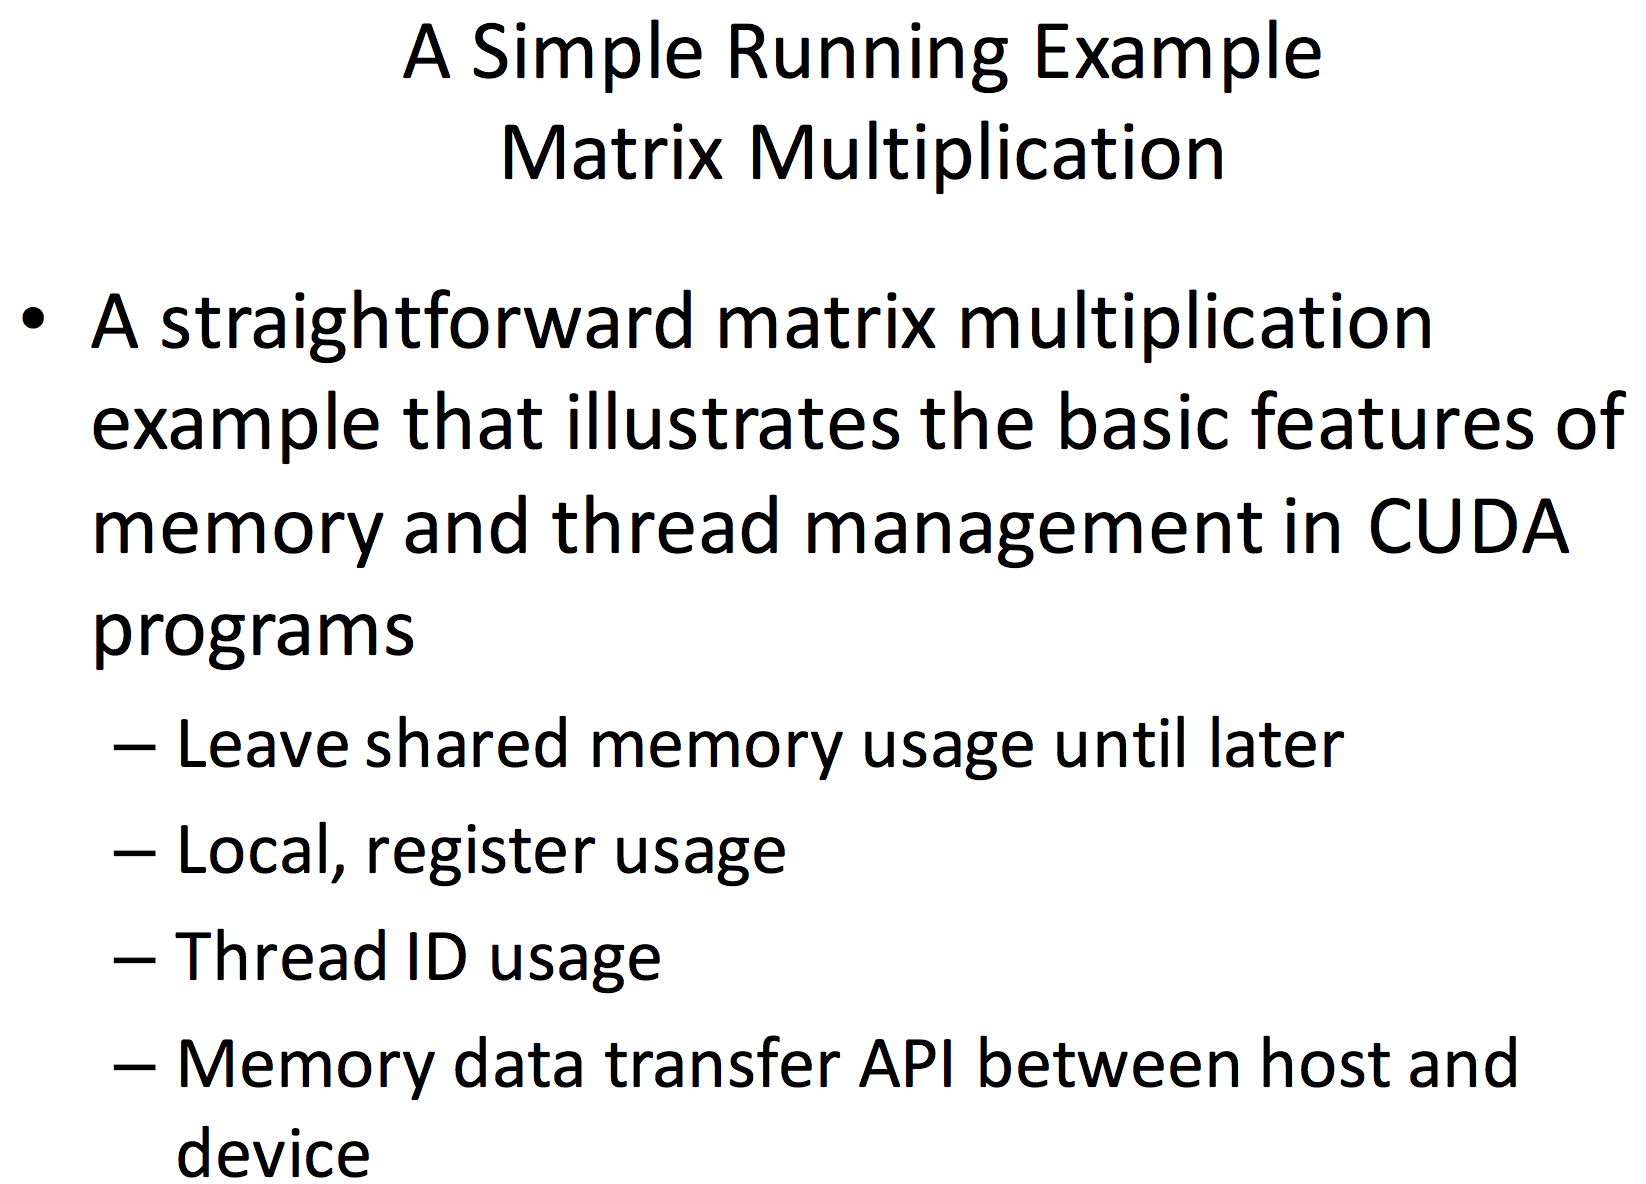 A Simple Running Example
Matrix Multiplication
• A straightforward matrix multiplication
example that illustrates the basic features of
memory and thread management in CUDA
programs
– Leave shared memory usage until later
– Local, register usage
– Thread ID usage
– Memory data transfer API between host and
device